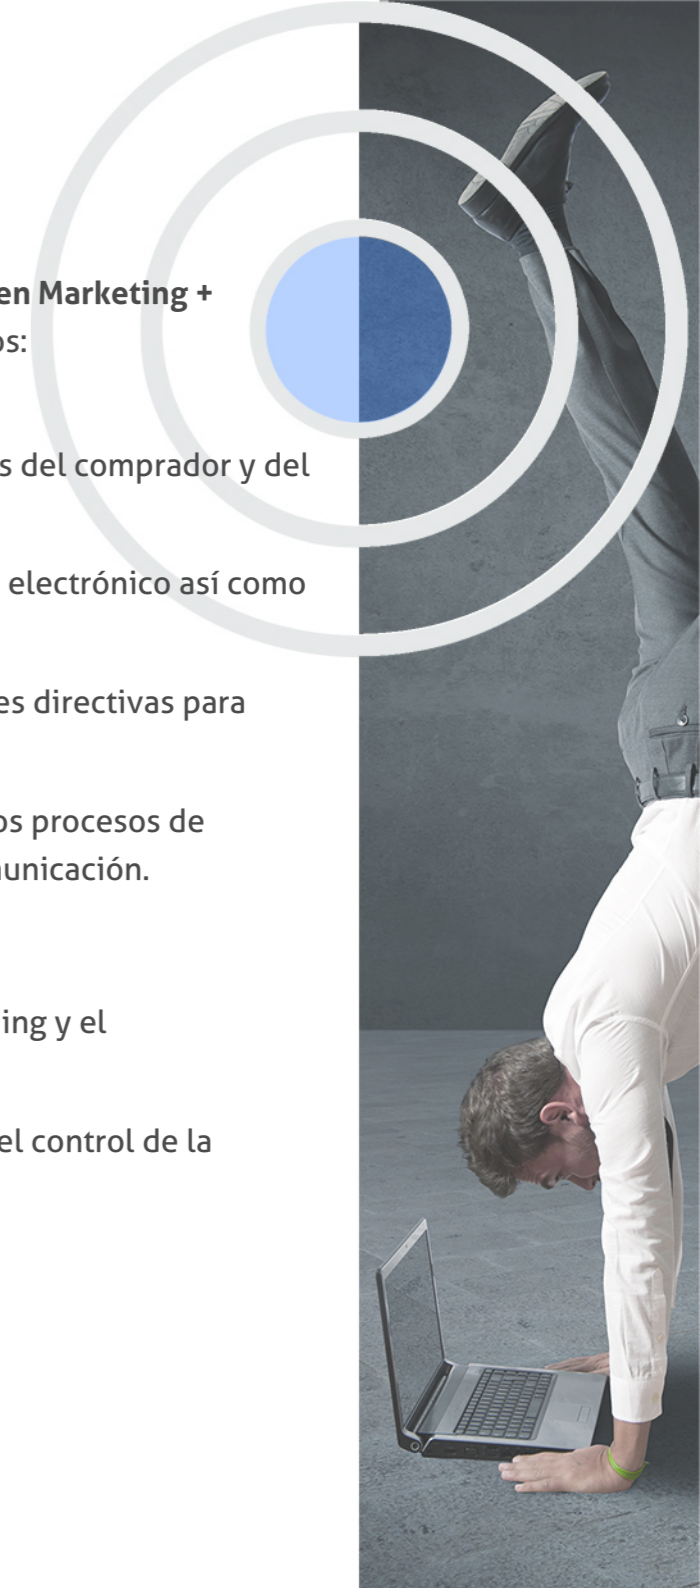 en Marketing +
os:
s del comprador y del
electrónico así como
es directivas para
os procesos de
unicación.
ing y el
el control de la